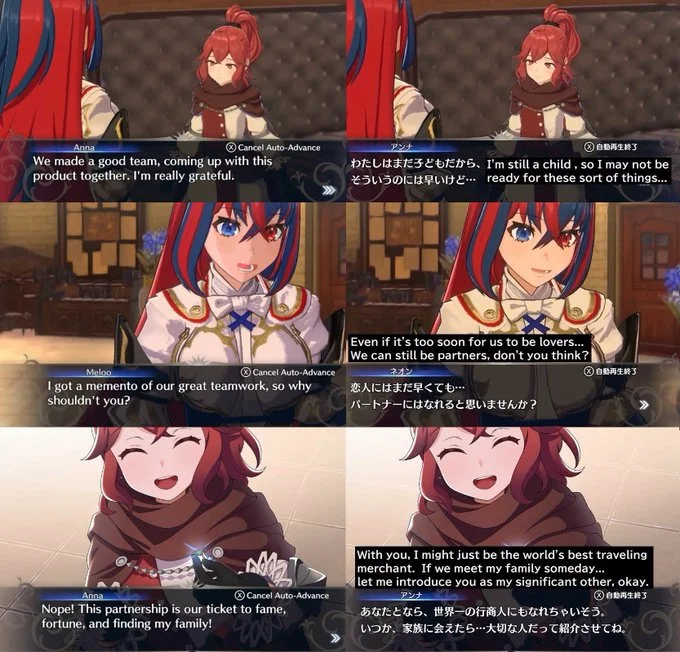 Anna
Ⓧ Cancel Auto-Advance
We made a good team, coming up with this
product together. I'm really grateful.
アンナ
Ⓧ 自動再生終了
わたしはまだ子どもだから、
そういうのには早いけど…
I'm still a child , so I may not be
ready for these sort of things...
Meloo
Ⓧ Cancel Auto-Advance
I got a memento of our great teamwork, so why
shouldn't you?
Even if it's too soon for us to be lovers...
We can still be partners, don't you think?
ネオン
Ⓧ 自動再生終了
恋人にはまだ早くても…
パートナーにはなれると思いませんか？
Anna
Ⓧ Cancel Auto-Advance
Nope! This partnership is our ticket to fame,
fortune, and finding my family!
With you, I might just be the world's best traveling
merchant. If we meet my family someday...
let me introduce you as my significant other, okay.
アンナ
Ⓧ 自動再生終了
あなたとなら、世界一の行商人にもなれちゃいそう。
いつか、家族に会えたら…大切な人だって紹介させてね。